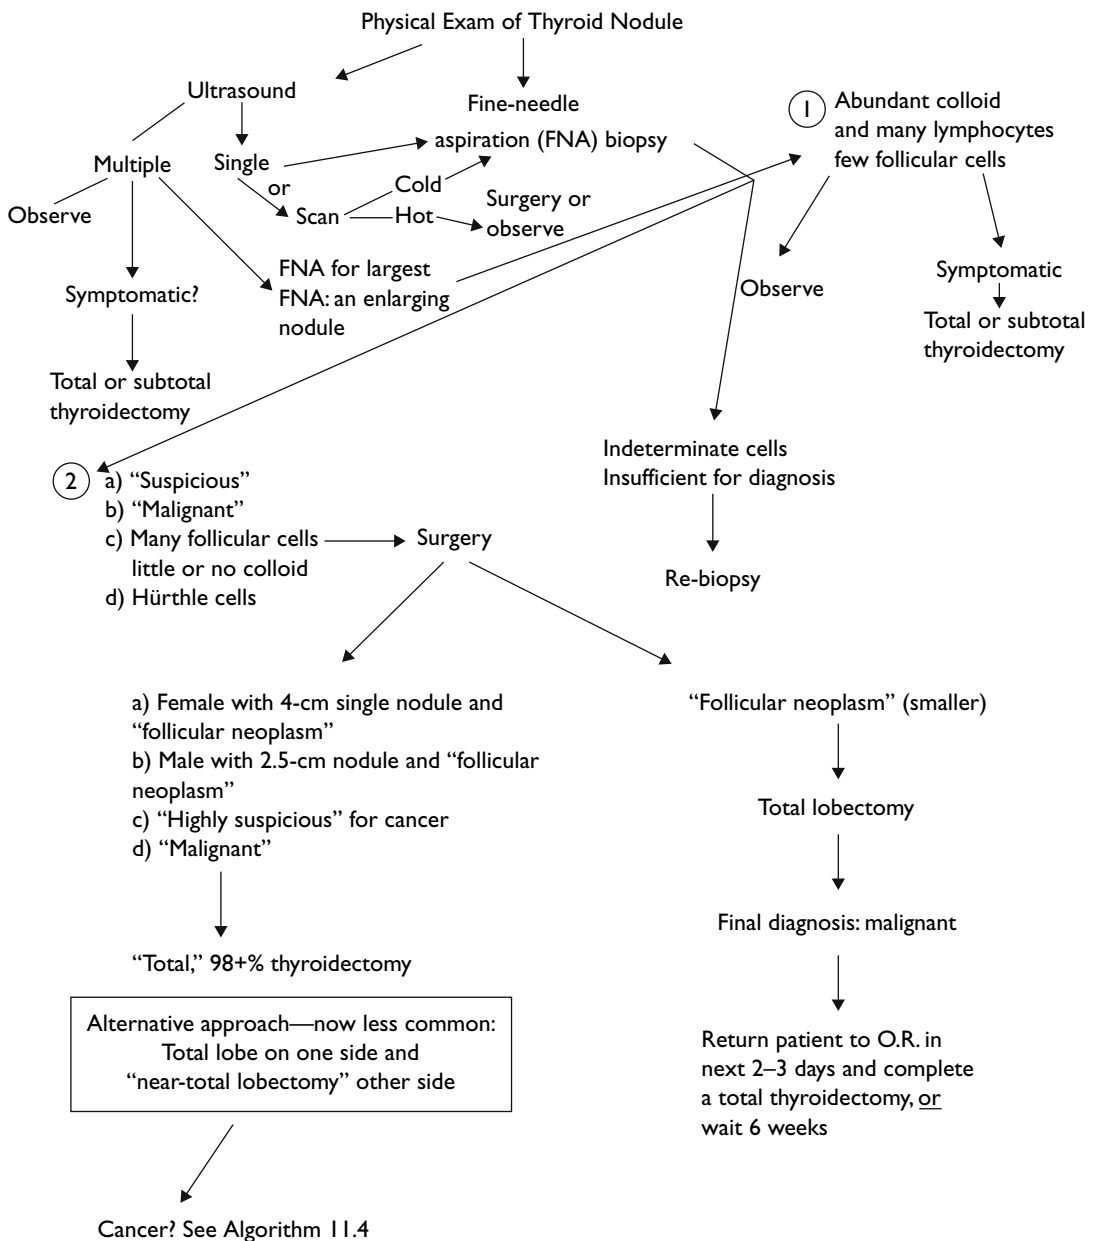 Physical Exam of Thyroid Nodule
Ultrasound
Fine-needle
aspiration (FNA) biopsy
1
Abundant colloid
and many lymphocytes
few follicular cells
Multiple
Single
or
Scan
Cold
Hot
Surgery or
observe
Observe
FNA for largest
FNA: an enlarging
nodule
Symptomatic?
Total or subtotal
thyroidectomy
Observe
Symptomatic
Total or subtotal
thyroidectomy
Indeterminate cells
Insufficient for diagnosis
Re-biopsy
2
a) “Suspicious”
b) “Malignant”
c) Many follicular cells
little or no colloid
d) Hürthle cells
Surgery
a) Female with 4-cm single nodule and
“follicular neoplasm”
b) Male with 2.5-cm nodule and “follicular
neoplasm”
c) “Highly suspicious” for cancer
d) “Malignant”
“Total,” 98+% thyroidectomy
Alternative approach—now less common:
Total lobe on one side and
“near-total lobectomy” other side
Cancer? See Algorithm 11.4
“Follicular neoplasm” (smaller)
Total lobectomy
Final diagnosis: malignant
Return patient to O.R. in
next 2–3 days and complete
a total thyroidectomy, or
wait 6 weeks